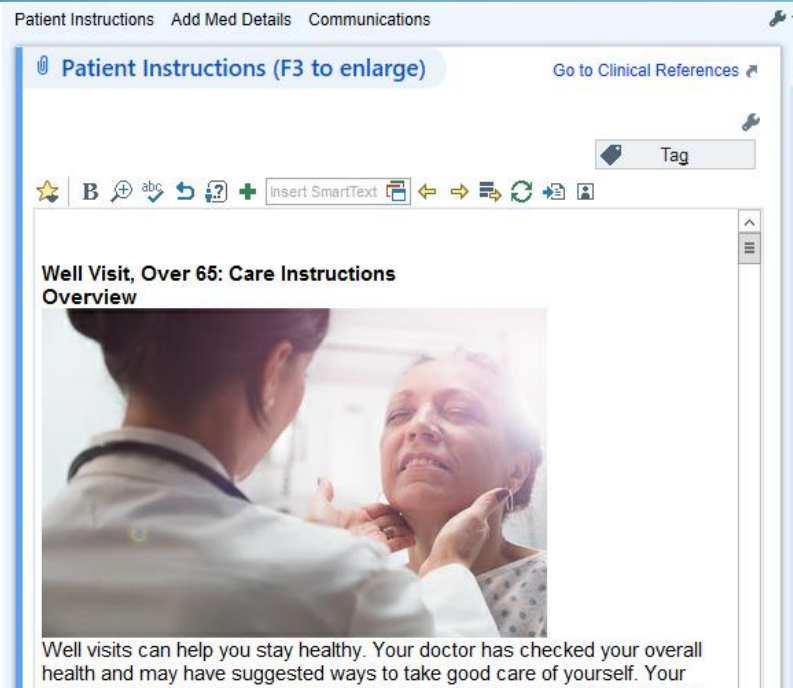 Patient Instructions Add Med Details Communications
Patient Instructions (F3 to enlarge) Go to Clinical References
Tag
B abc Insert SmartText
Well Visit, Over 65: Care Instructions
Overview
Well visits can help you stay healthy. Your doctor has checked your overall
health and may have suggested ways to take good care of yourself. Your